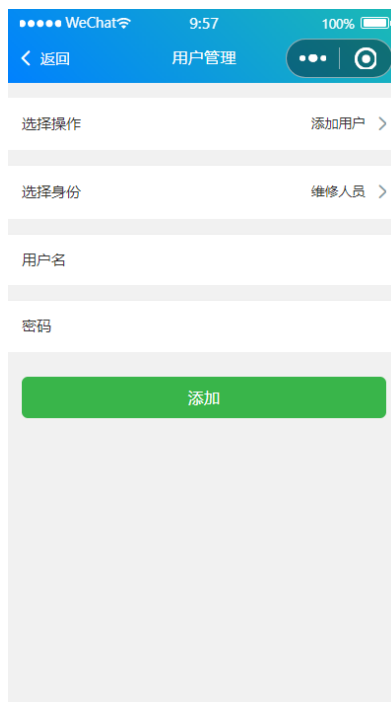 WeChat 9:57 100%
返回 用户管理
选择操作 添加用户
选择身份 维修人员
用户名
密码
添加